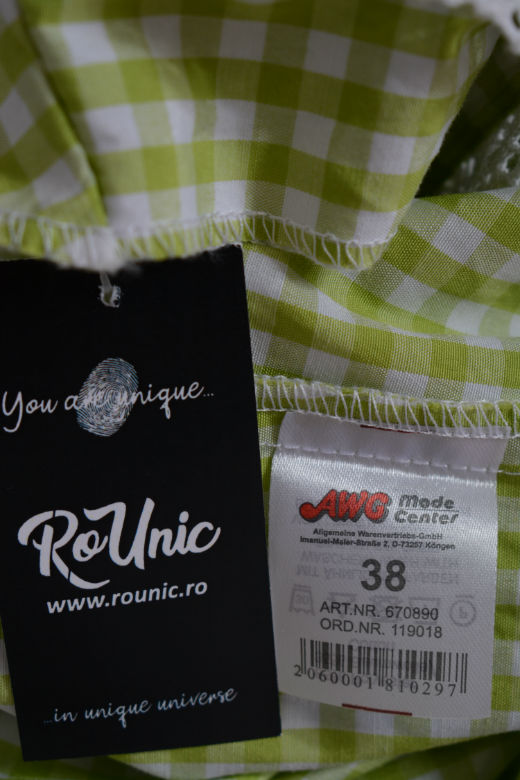 You am unique...
RoUnic
www.rounic.ro
...in unique universe
AWG Mode
Center
Allgemeine Warenvertriebs-GmbH
Imanuel-Maier-Straße 2, D-73257 Köngen
38
ART.NR. 670890
ORD.NR. 119018
2060001810297